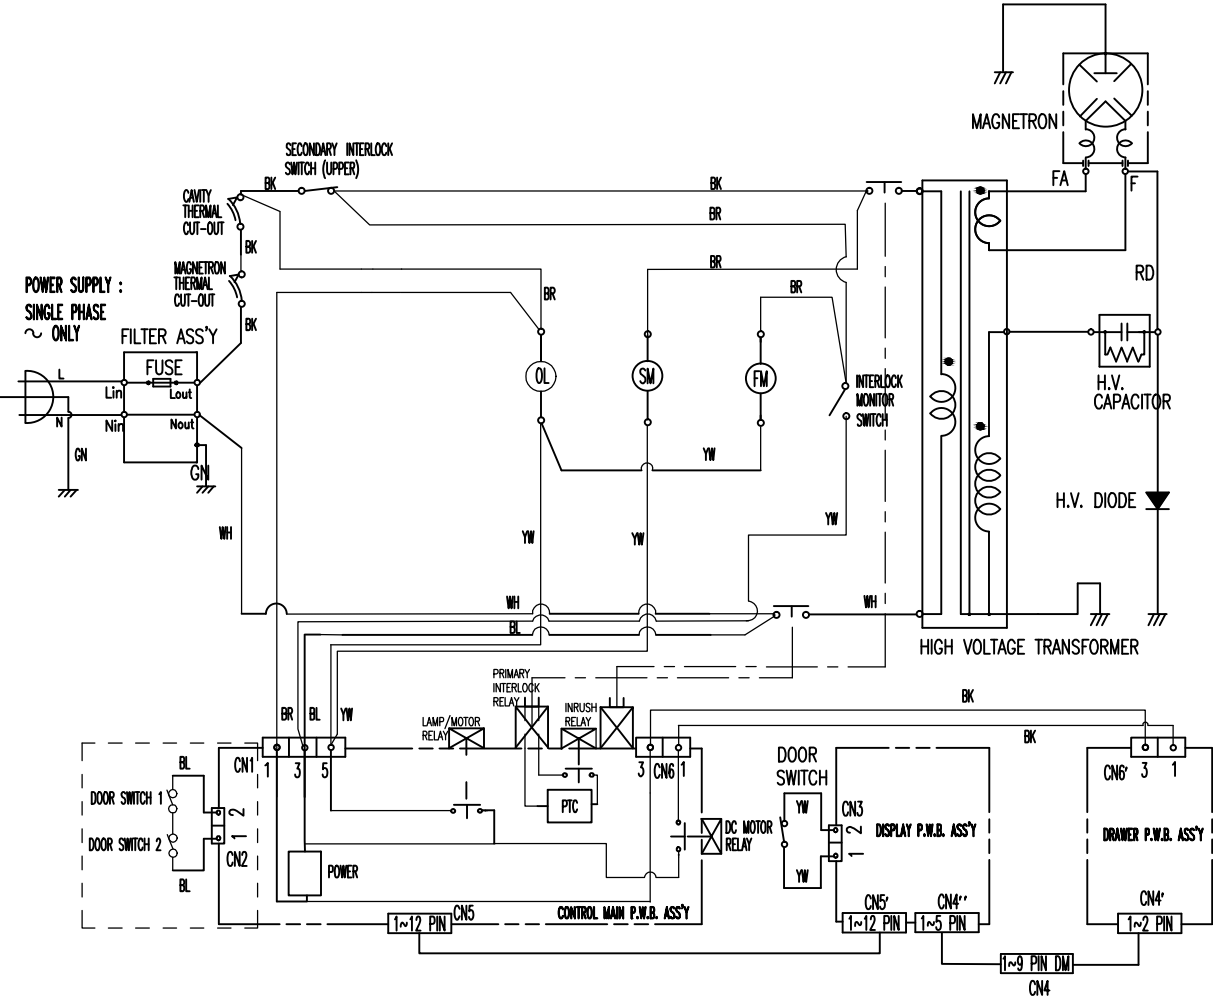 MAGNETRON
FA
F
RD
SECONDARY INTERLOCK
SWITCH (UPPER)
BK
BK
BR
CAVITY
THERMAL
CUT-OUT
BK
MAGNETRON
THERMAL
CUT-OUT
BK
BR
BR
BR
POWER SUPPLY :
SINGLE PHASE
~ ONLY
FILTER ASS'Y
FUSE
L
Lin
Lout
N
Nin
Nout
GN
GN
OL
SM
FM
INTERLOCK
MONITOR
SWITCH
H.V.
CAPACITOR
YW
H.V. DIODE
WH
YW
YW
YW
WH
BL
WH
HIGH VOLTAGE TRANSFORMER
PRIMARY
INTERLOCK
RELAY
INRUSH
RELAY
LAMP/MOTOR
RELAY
BR
BL
YW
BK
BK
CN1
1
3
5
3
CN6
1
DOOR
SWITCH
CN6'
3
1
BL
DOOR SWITCH 1
DOOR SWITCH 2
BL
2
1
CN2
PTC
POWER
DC MOTOR
RELAY
YW
YW
CN3
2
1
DISPLAY P.W.B. ASS'Y
DRAWER P.W.B. ASS'Y
CONTROL MAIN P.W.B. ASS'Y
CN5
1~12 PIN
CN5'
1~12 PIN
CN4''
1~5 PIN
CN4'
1~2 PIN
1~9 PIN DM
CN4